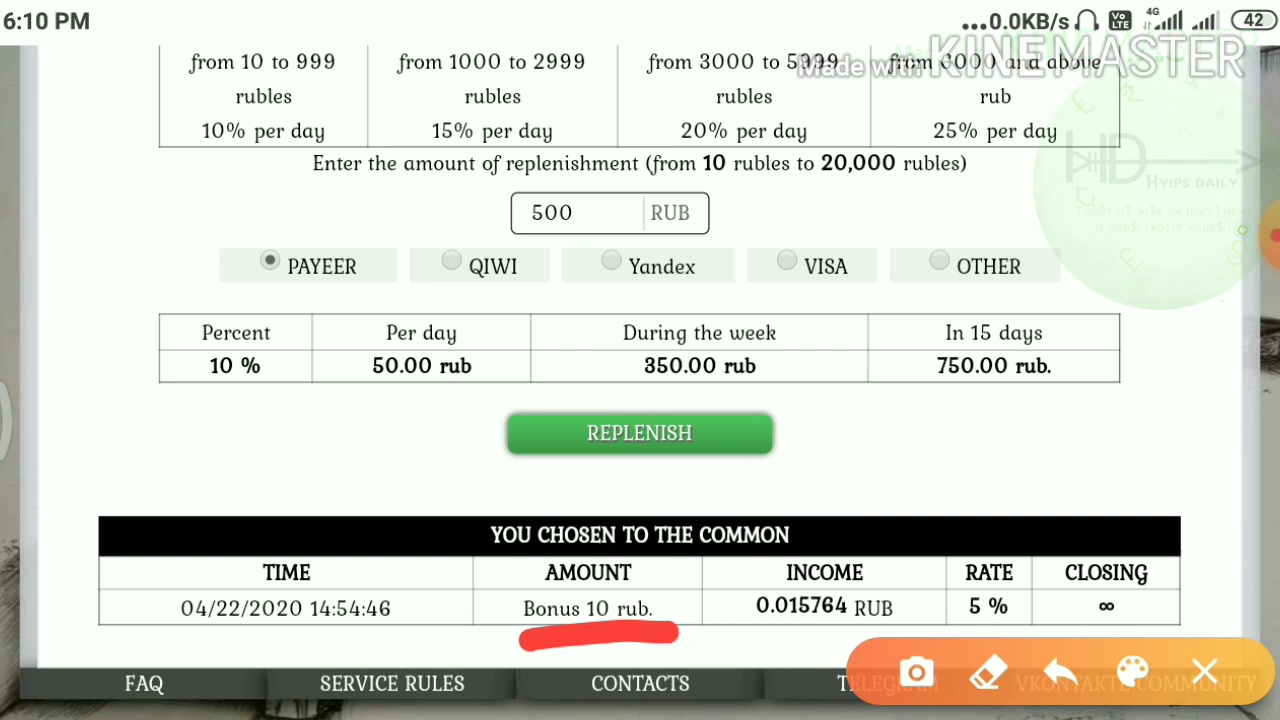 6:10 PM
...0.0KB/s
Vo LTE
4G
42
Made with KINEMASTER
from 10 to 999 rubles 10% per day
from 1000 to 2999 rubles 15% per day
from 3000 to 5999 rubles 20% per day
from 6000 and above rub 25% per day
HD
HYIPS DAILY
Enter the amount of replenishment (from 10 rubles to 20,000 rubles)
500 RUB
PAYEER QIWI Yandex VISA OTHER
Percent Per day During the week In 15 days
10 % 50.00 rub 350.00 rub 750.00 rub.
REPLENISH
YOU CHOSEN TO THE COMMON
TIME AMOUNT INCOME RATE CLOSING
04/22/2020 14:54:46 Bonus 10 rub. 0.015764 RUB 5 % ∞
FAQ SERVICE RULES CONTACTS TELEGRAM VKONTAKTE COMMUNITY